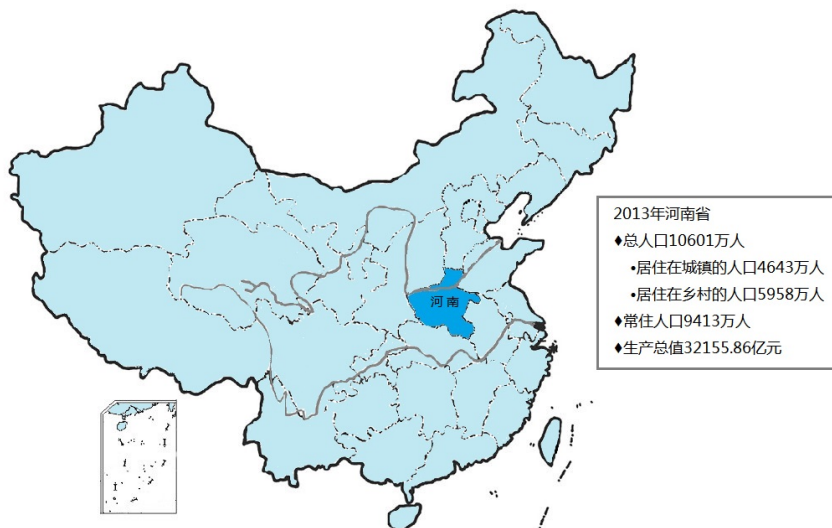 河南
2013年河南省
♦总人口10601万人
•居住在城镇的人口4643万人
•居住在乡村的人口5958万人
♦常住人口9413万人
♦生产总值32155.86亿元